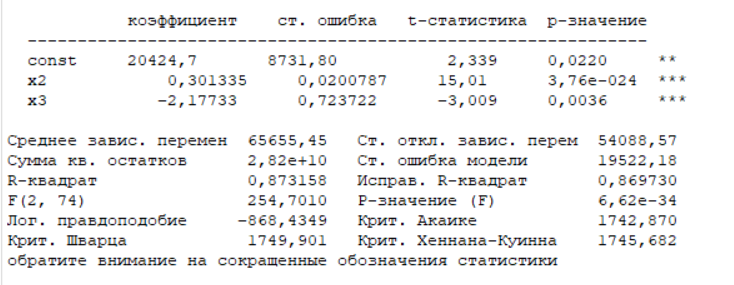 коэффициент ст. ошибка t-статистика p-значение
---------------------------------------------------------------
const 20424,7 8731,80 2,339 0,0220 **
x2 0,301335 0,0200787 15,01 3,76e-024 ***
x3 −2,17733 0,723722 −3,009 0,0036 ***
Среднее завис. перемен 65655,45 Ст. откл. завис. перем 54088,57
Сумма кв. остатков 2,82e+10 Ст. ошибка модели 19522,18
R-квадрат 0,873158 Исправ. R-квадрат 0,869730
F(2, 74) 254,7010 Р-значение (F) 6,62e-34
Лог. правдоподобие −868,4349 Крит. Акаике 1742,870
Крит. Шварца 1749,901 Крит. Хеннана-Куинна 1745,682
обратите внимание на сокращенные обозначения статистики